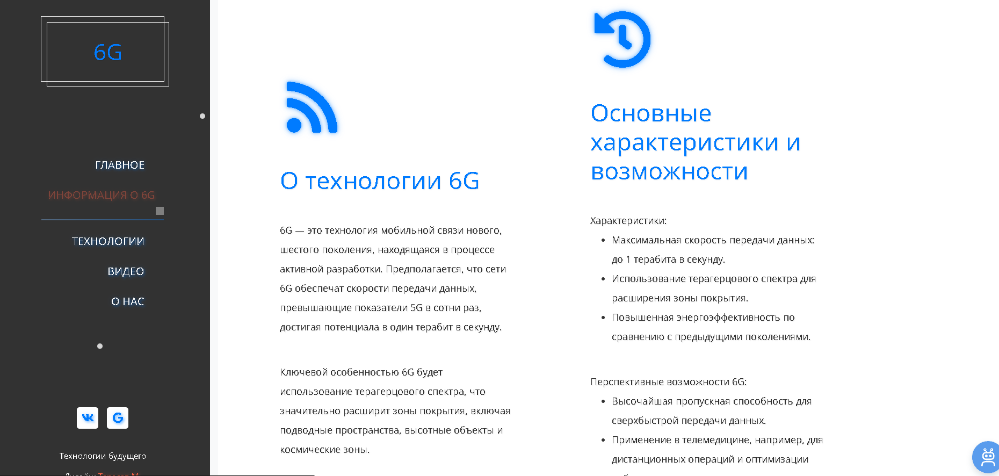 6G
ГЛАВНОЕ
ИНФОРМАЦИЯ О 6G
ТЕХНОЛОГИИ
ВИДЕО
О НАС
Технологии будущего
О технологии 6G
6G — это технология мобильной связи нового,
шестого поколения, находящаяся в процессе
активной разработки. Предполагается, что сети
6G обеспечат скорости передачи данных,
превышающие показатели 5G в сотни раз,
достигая потенциала в один терабит в секунду.
Ключевой особенностью 6G будет
использование терагерцового спектра, что
значительно расширит зоны покрытия, включая
подводные пространства, высотные объекты и
космические зоны.
Основные
характеристики и
возможности
Характеристики:
Максимальная скорость передачи данных:
до 1 терабита в секунду.
Использование терагерцового спектра для
расширения зоны покрытия.
Повышенная энергоэффективность по
сравнению с предыдущими поколениями.
Перспективные возможности 6G:
Высочайшая пропускная способность для
сверхбыстрой передачи данных.
Применение в телемедицине, например, для
дистанционных операций и оптимизации